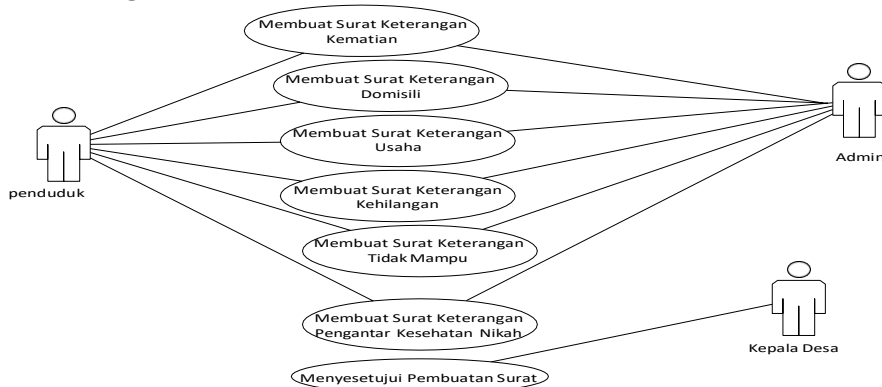 Membuat Surat Keterangan
Kematian
Membuat Surat Keterangan
Domisili
Membuat Surat Keterangan
Usaha
Membuat Surat Keterangan
Kehilangan
Membuat Surat Keterangan
Tidak Mampu
Membuat Surat Keterangan
Pengantar Kesehatan Nikah
Menyesetujui Pembuatan Surat
penduduk
Admin
Kepala Desa